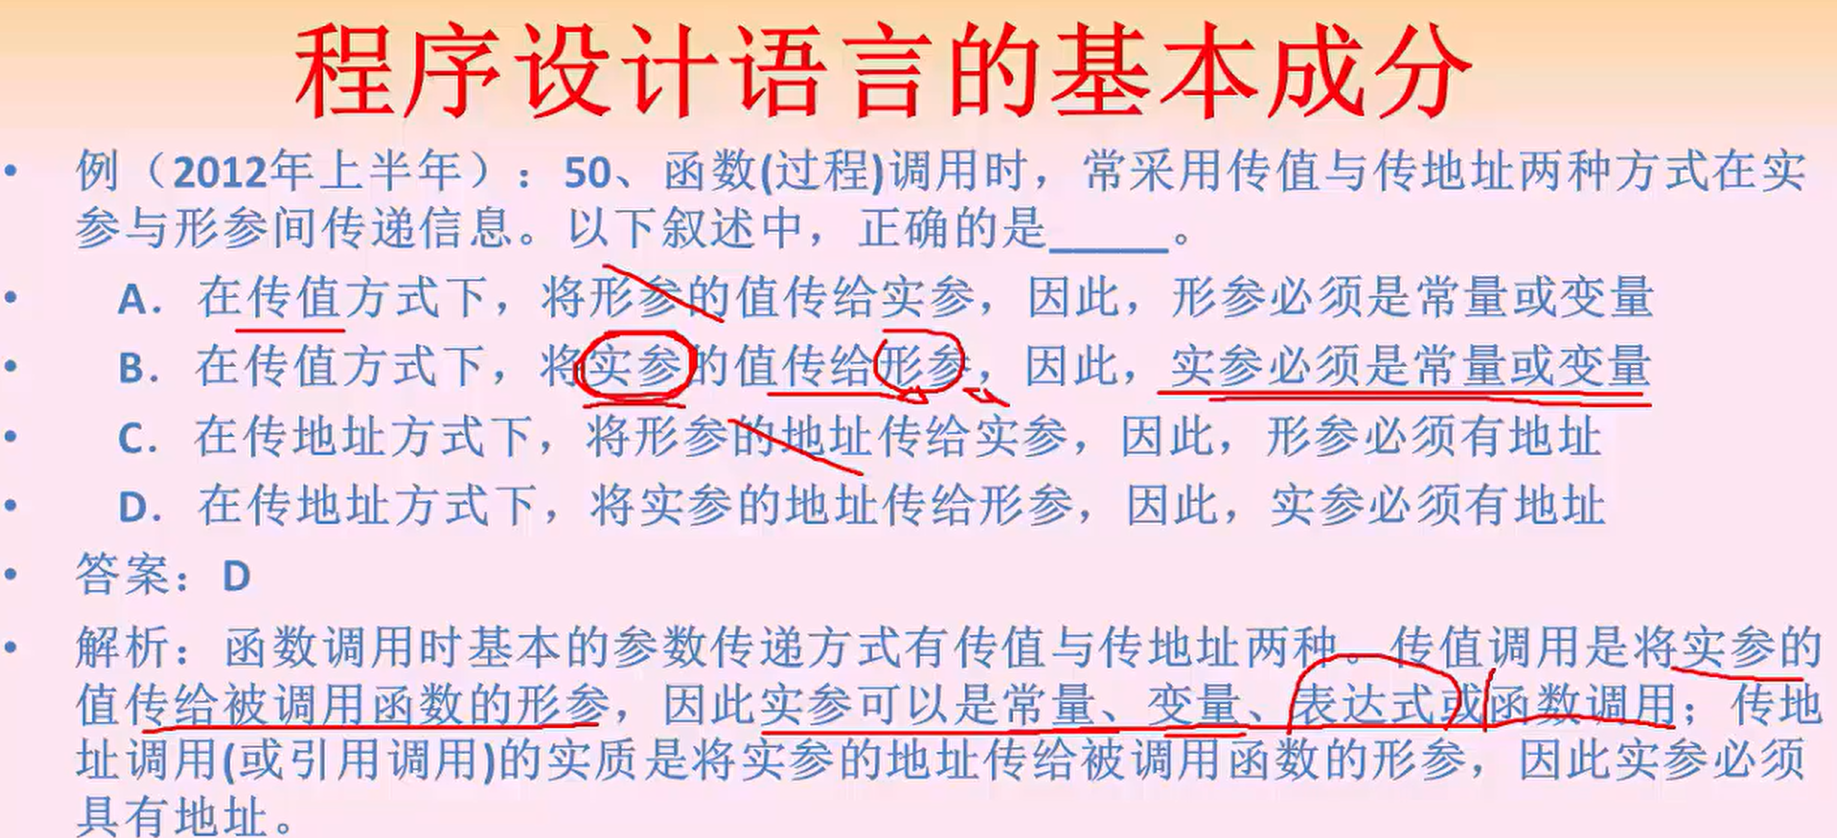 程序设计语言的基本成分
• 例（2012年上半年）：50、函数(过程)调用时，常采用传值与传地址两种方式在实
参与形参间传递信息。以下叙述中，正确的是_____。
• A．在传值方式下，将形参的值传给实参，因此，形参必须是常量或变量
• B．在传值方式下，将实参的值传给形参，因此，实参必须是常量或变量
• C．在传地址方式下，将形参的地址传给实参，因此，形参必须有地址
• D．在传地址方式下，将实参的地址传给形参，因此，实参必须有地址
• 答案：D
• 解析：函数调用时基本的参数传递方式有传值与传地址两种。传值调用是将实参的
值传给被调用函数的形参，因此实参可以是常量、变量、表达式或函数调用；传地
址调用(或引用调用)的实质是将实参的地址传给被调用函数的形参，因此实参必须
具有地址。